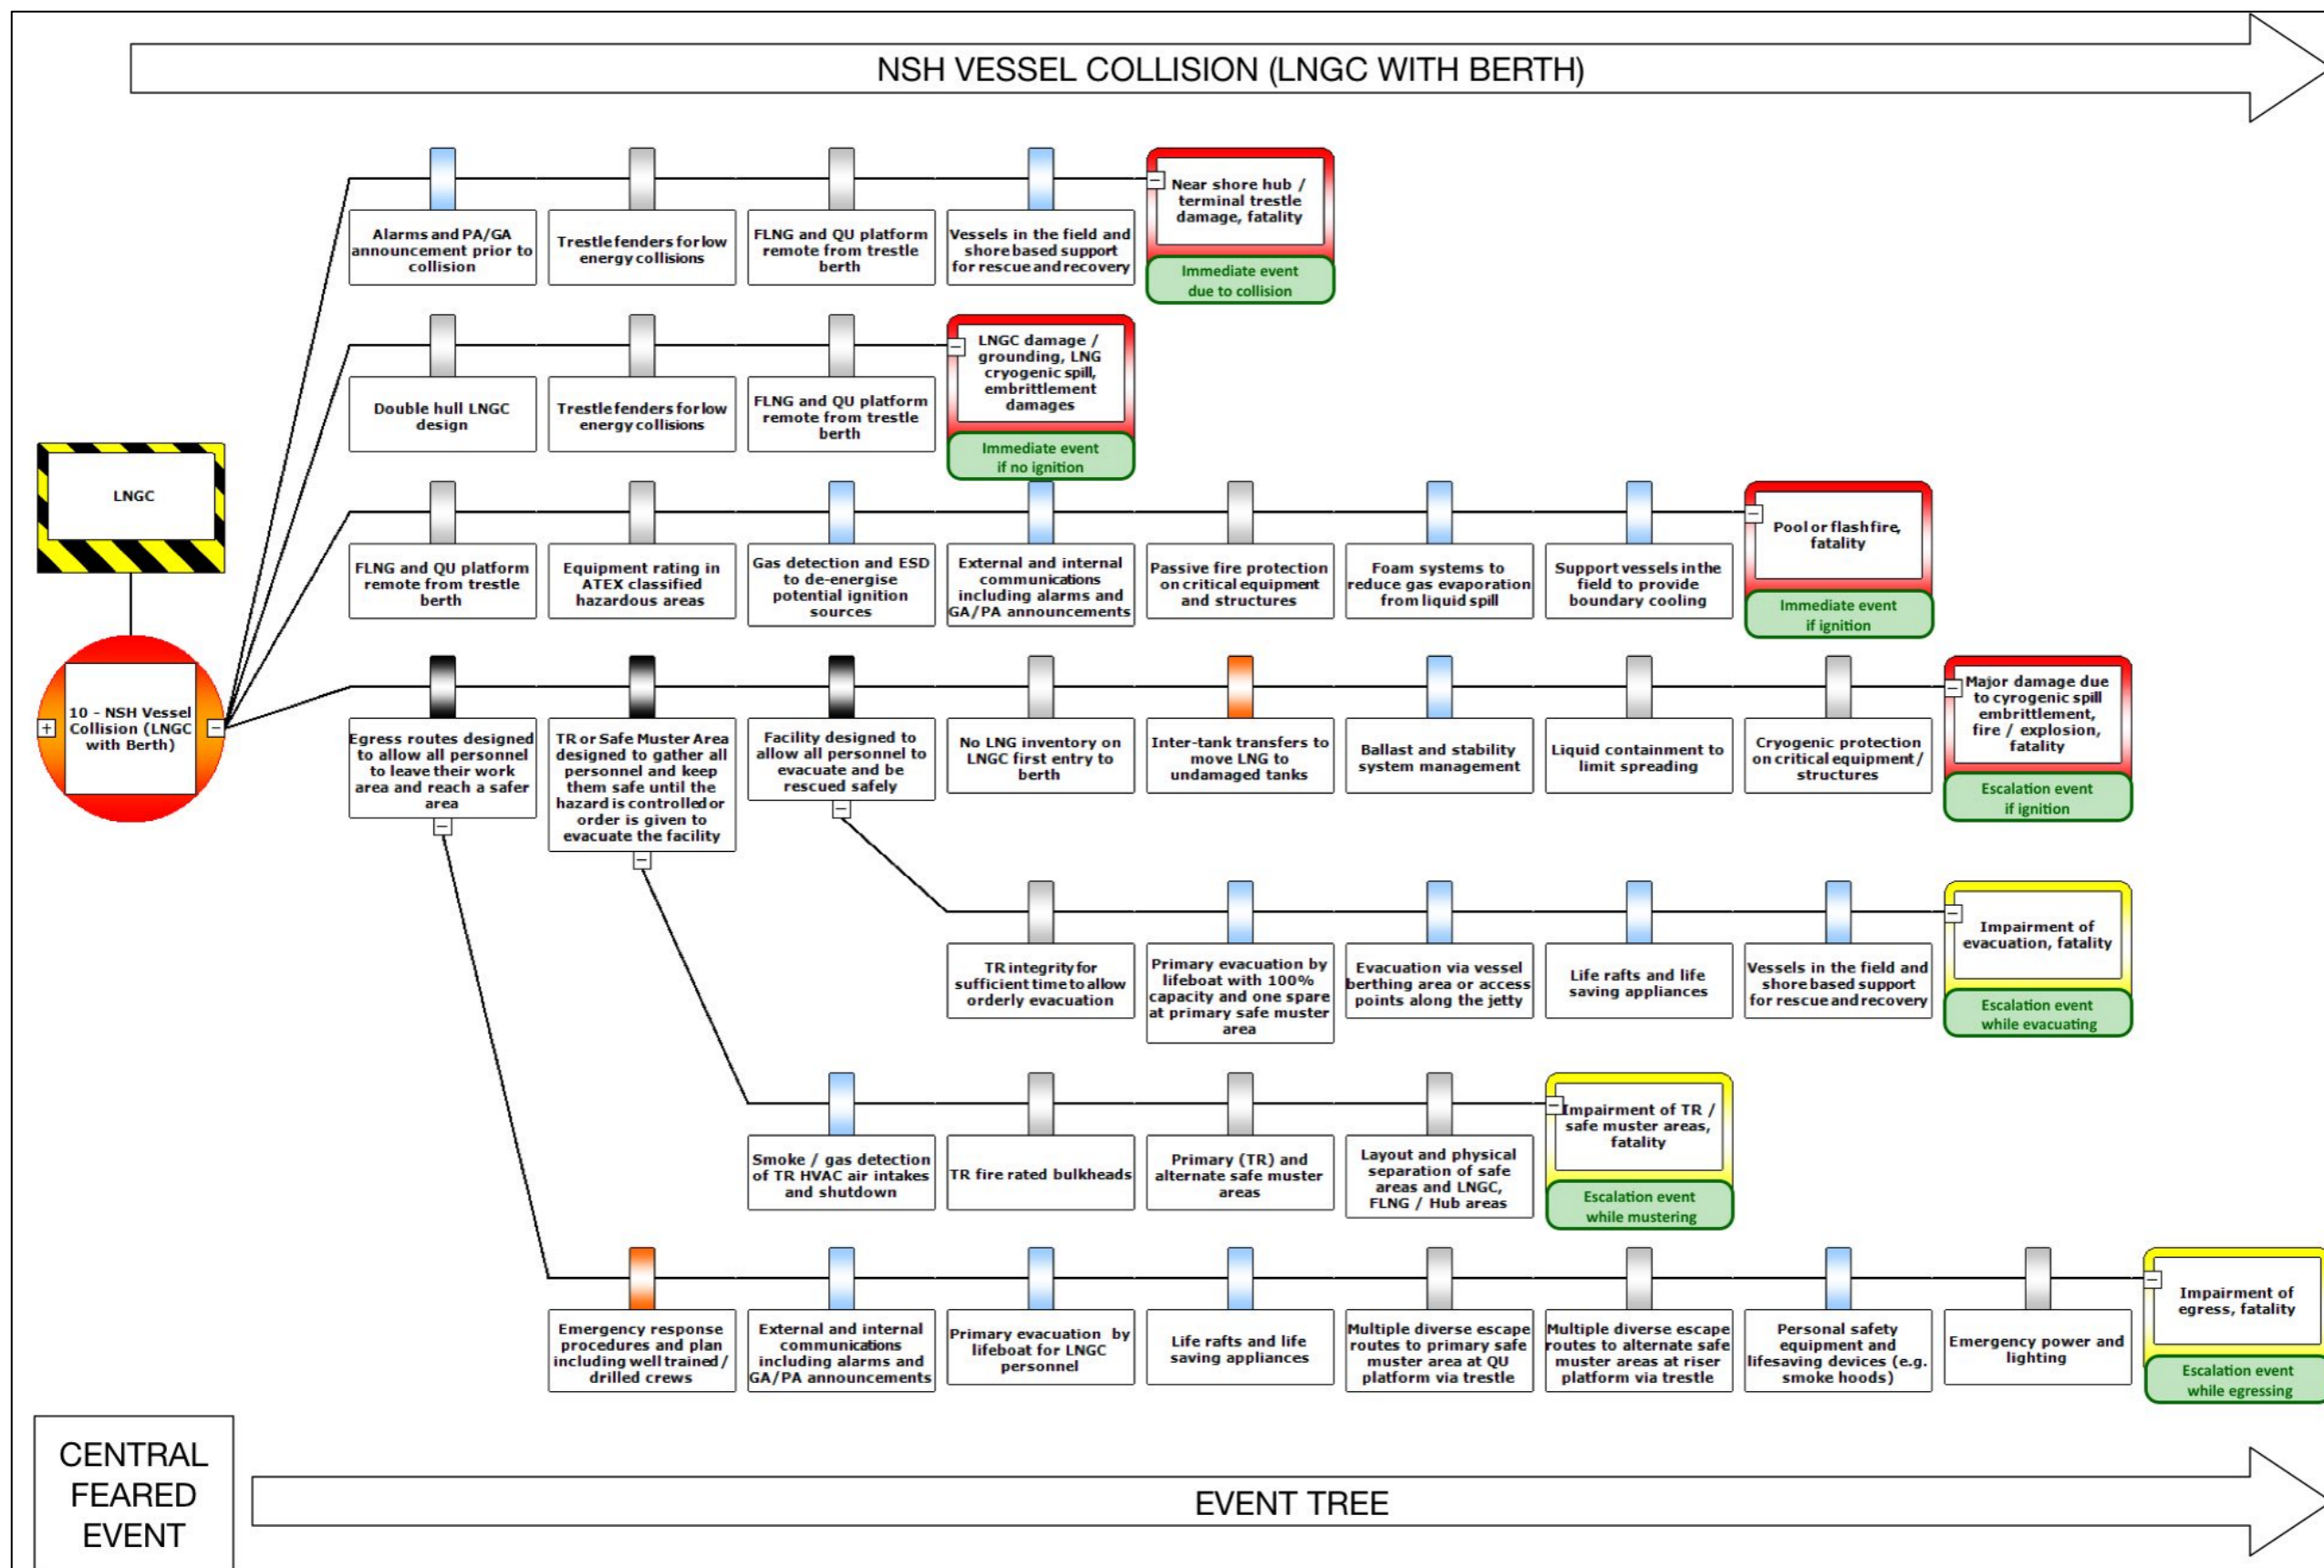 NSH VESSEL COLLISION (LNGC WITH BERTH)
Alarms and PA/GA
announcement prior to
collision
Trestle fenders for low
energy collisions
FLNG and QU platform
remote from trestle
berth
Vessels in the field and
shore based support
for rescue and recovery
Near shore hub /
terminal trestle
damage, fatality
Immediate event
due to collision
Double hull LNGC
design
Trestle fenders for low
energy collisions
FLNG and QU platform
remote from trestle
berth
LNGC damage /
grounding, LNG
cryogenic spill,
embrittlement
damages
Immediate event
if no ignition
LNGC
FLNG and QU platform
remote from trestle
berth
Equipment rating in
ATEX classified
hazardous areas
Gas detection and ESD
to de-energise
potential ignition
sources
External and internal
communications
including alarms and
GA/PA announcements
Passive fire protection
on critical equipment
and structures
Foam systems to
reduce gas evaporation
from liquid spill
Support vessels in the
field to provide
boundary cooling
Pool or flash fire,
fatality
Immediate event
if ignition
10 - NSH Vessel
Collision (LNGC
with Berth)
Egress routes designed
to allow all personnel
to leave their work
area and reach a safer
area
TR or Safe Muster Area
designed to gather all
personnel and keep
them safe until the
hazard is controlled or
order is given to
evacuate the facility
Facility designed to
allow all personnel to
evacuate and be
rescued safely
No LNG inventory on
LNGC first entry to
berth
Inter-tank transfers to
move LNG to
undamaged tanks
Ballast and stability
system management
Liquid containment to
limit spreading
Cryogenic protection
on critical equipment /
structures
Major damage due
to cyrogenic spill
embrittlement,
fire / explosion,
fatality
Escalation event
if ignition
TR integrity for
sufficient time to allow
orderly evacuation
Primary evacuation by
lifeboat with 100%
capacity and one spare
at primary safe muster
area
Evacuation via vessel
berthing area or access
points along the jetty
Life rafts and life
saving appliances
Vessels in the field and
shore based support
for rescue and recovery
Impairment of
evacuation, fatality
Escalation event
while evacuating
Smoke / gas detection
of TR HVAC air intakes
and shutdown
TR fire rated bulkheads
Primary (TR) and
alternate safe muster
areas
Layout and physical
separation of safe
areas and LNGC,
FLNG / Hub areas
Impairment of TR /
safe muster areas,
fatality
Escalation event
while mustering
Emergency response
procedures and plan
including well trained /
drilled crews
External and internal
communications
including alarms and
GA/PA announcements
Primary evacuation by
lifeboat for LNGC
personnel
Life rafts and life
saving appliances
Multiple diverse escape
routes to primary safe
muster area at QU
platform via trestle
Multiple diverse escape
routes to alternate safe
muster areas at riser
platform via trestle
Personal safety
equipment and
lifesaving devices (e.g.
smoke hoods)
Emergency power and
lighting
Impairment of
egress, fatality
Escalation event
while egressing
CENTRAL
FEARED
EVENT
EVENT TREE